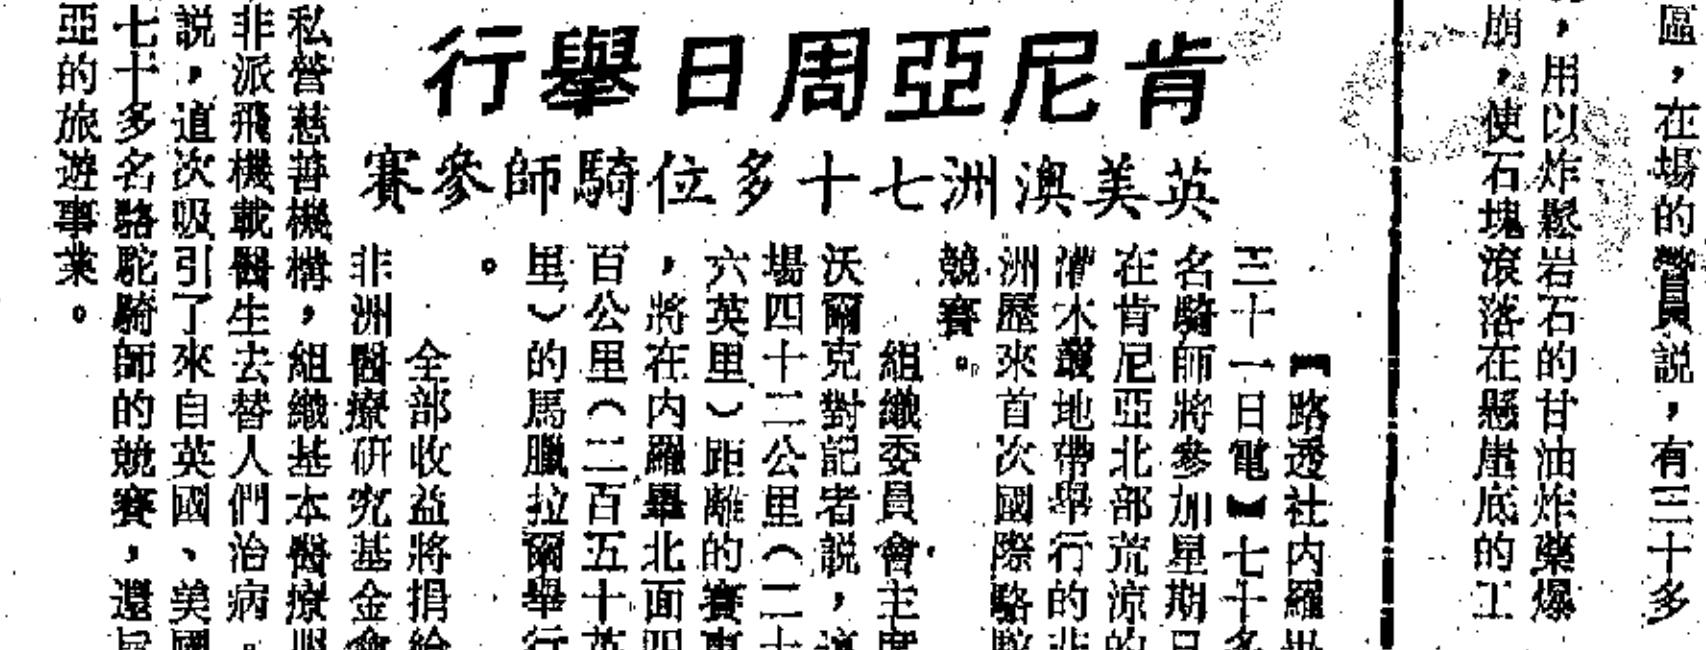 區，在場的警員説，有三十多
，用以炸鬆岩石的甘油炸藥爆
崩，使石塊滾落在懸崖底的工
肯尼亞周日舉行
英美澳洲七十多位騎師參賽
【路透社内羅畢
三十一日電】七十多
名騎師將參加星期日
在肯尼亞北部荒涼的
灌木叢地帶舉行的非
洲歷來首次國際駱駝
競賽。
組織委員會主席
沃爾克對記者説，這
場四十二公里（二十
六英里）距離的賽事
，將在内羅畢北面四
百公里（二百五十英
里）的馬臘拉爾舉行
。
全部收益將捐給
非洲醫療研究基金會
私營慈善機構，組織基本醫療服
非派飛機載醫生去替人們治病。
説，這次吸引了來自英國、美國
七十多名駱駝騎師的競賽，還
亞的旅遊事業。